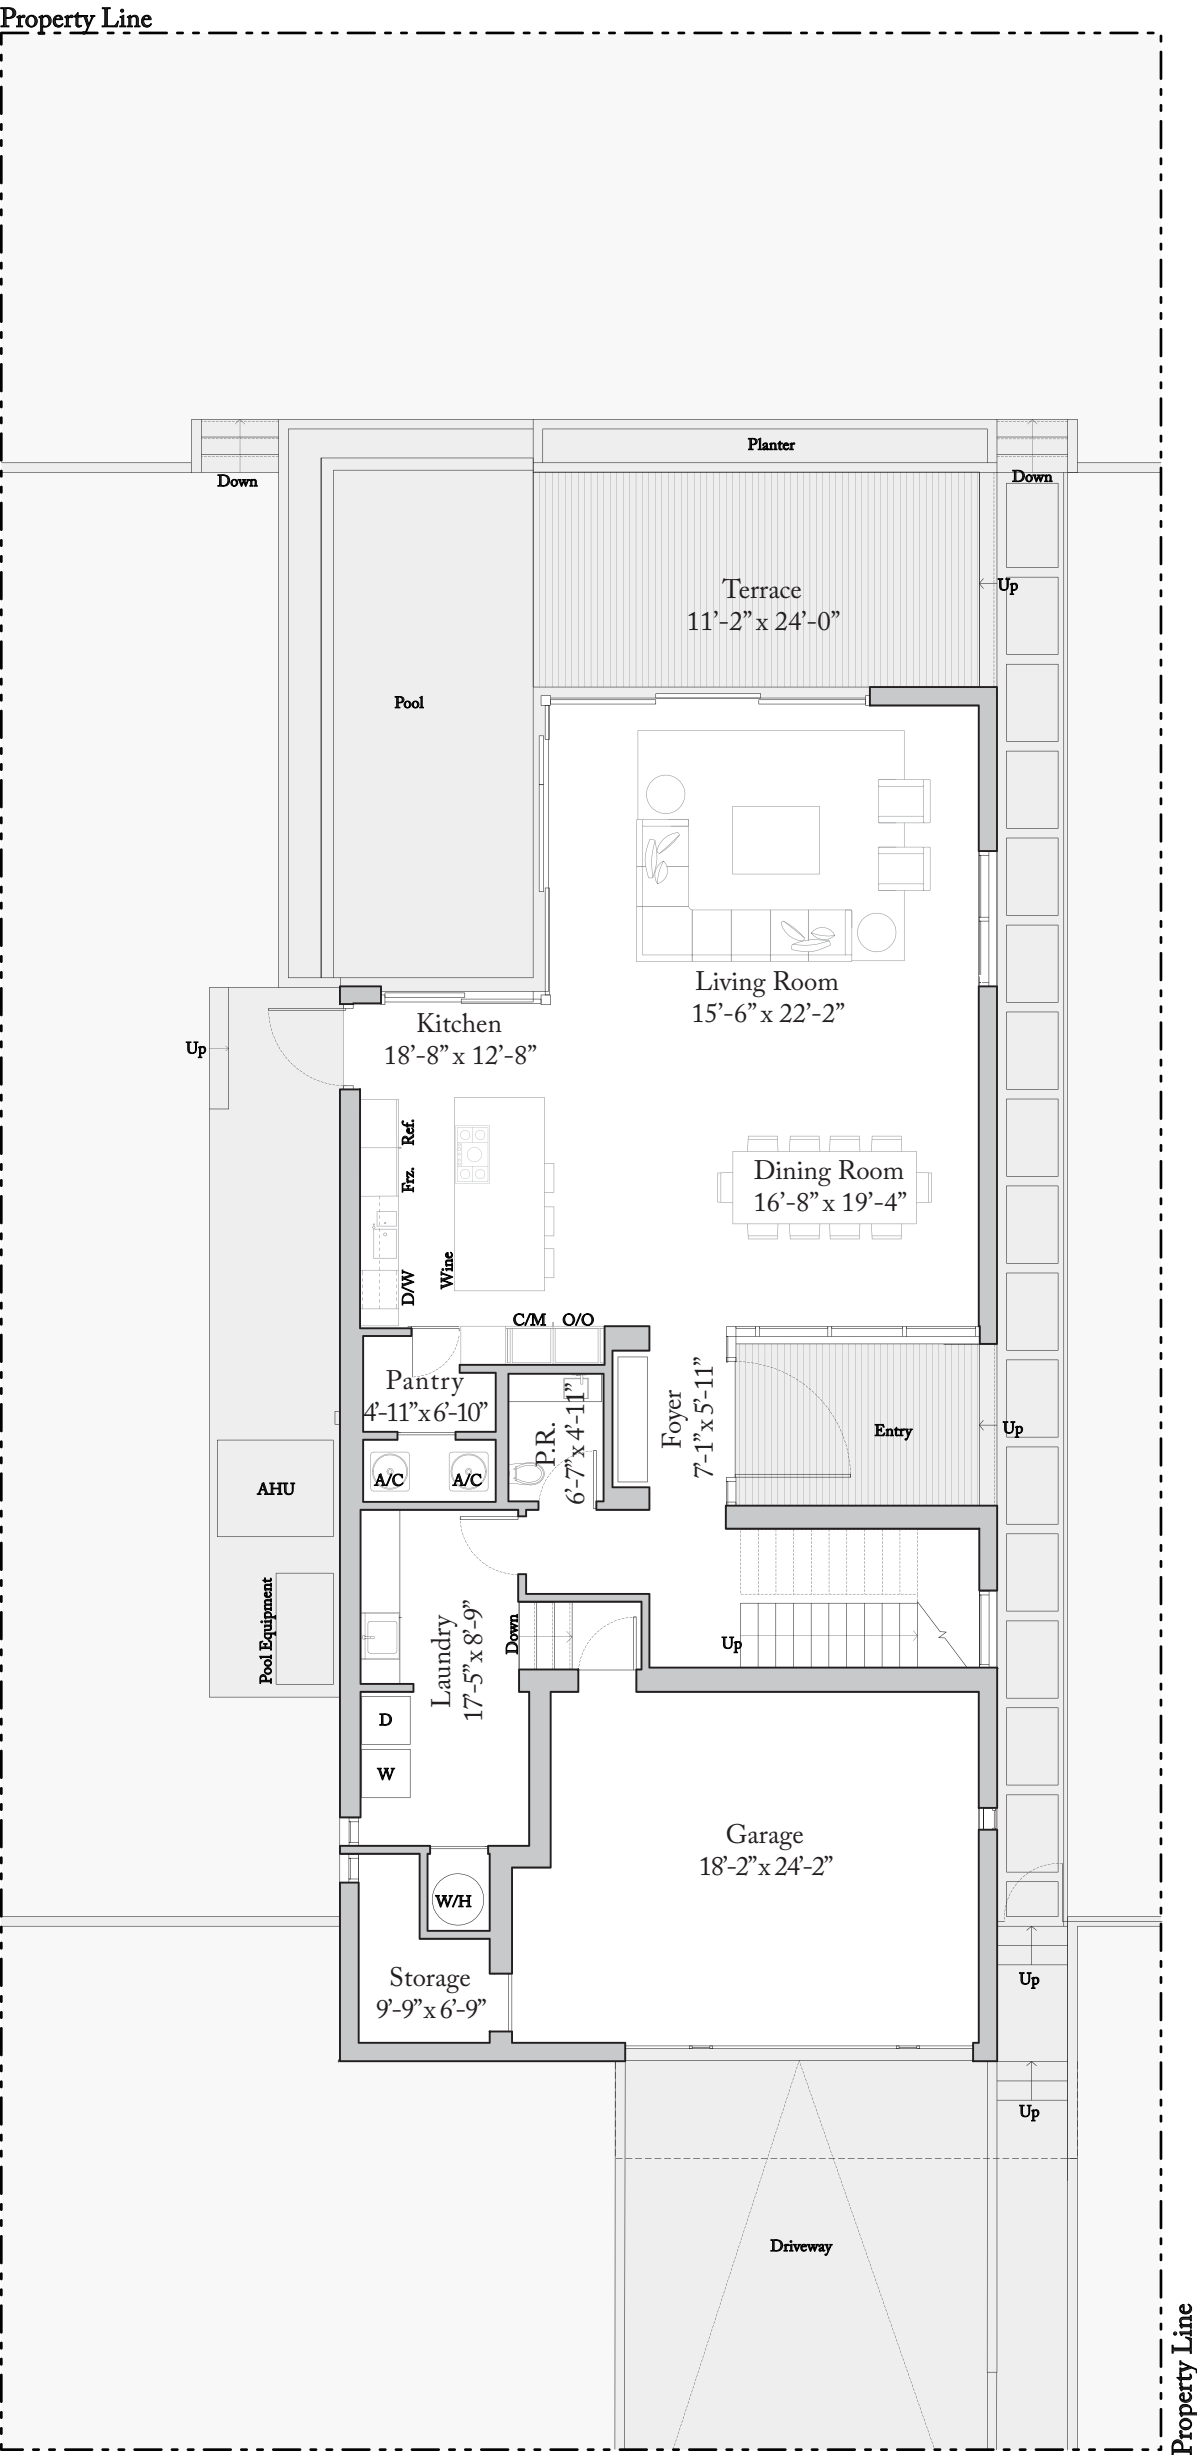 Property Line
Planter
Down
Down
Terrace
11’-2” x 24’-0”
Up
Pool
Living Room
15’-6” x 22’-2”
Kitchen
18’-8” x 12’-8”
Up
Ref.
Frz.
Dining Room
16’-8” x 19’-4”
Wine
D/W
C/M
O/O
Pantry
4’-11” x 6’-10”
P.R.
6’-7” x 4’-11”
Foyer
7’-1” x 5’-11”
Entry
Up
A/C
A/C
AHU
Pool Equipment
Laundry
17’-5” x 8’-9”
Down
Up
D
W
Garage
18’-2” x 24’-2”
W/H
Storage
9’-9” x 6’-9”
Up
Up
Driveway
Property Line